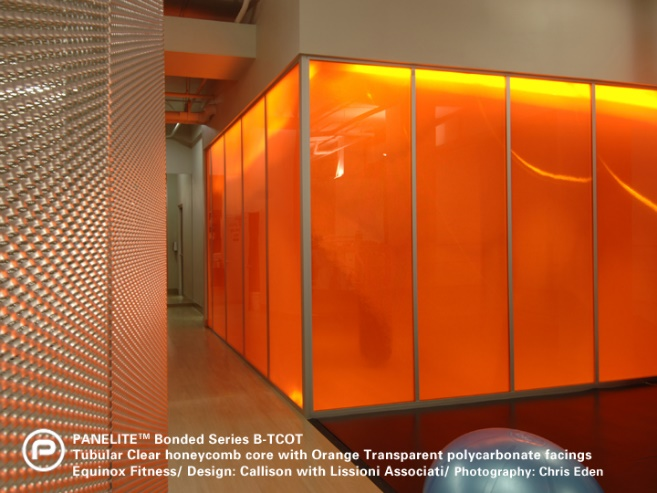 PANELITE™ Bonded Series B-TCOT
Tubular Clear honeycomb core with Orange Transparent polycarbonate facings
Equinox Fitness/ Design: Callison with Lissioni Associati/ Photography: Chris Eden